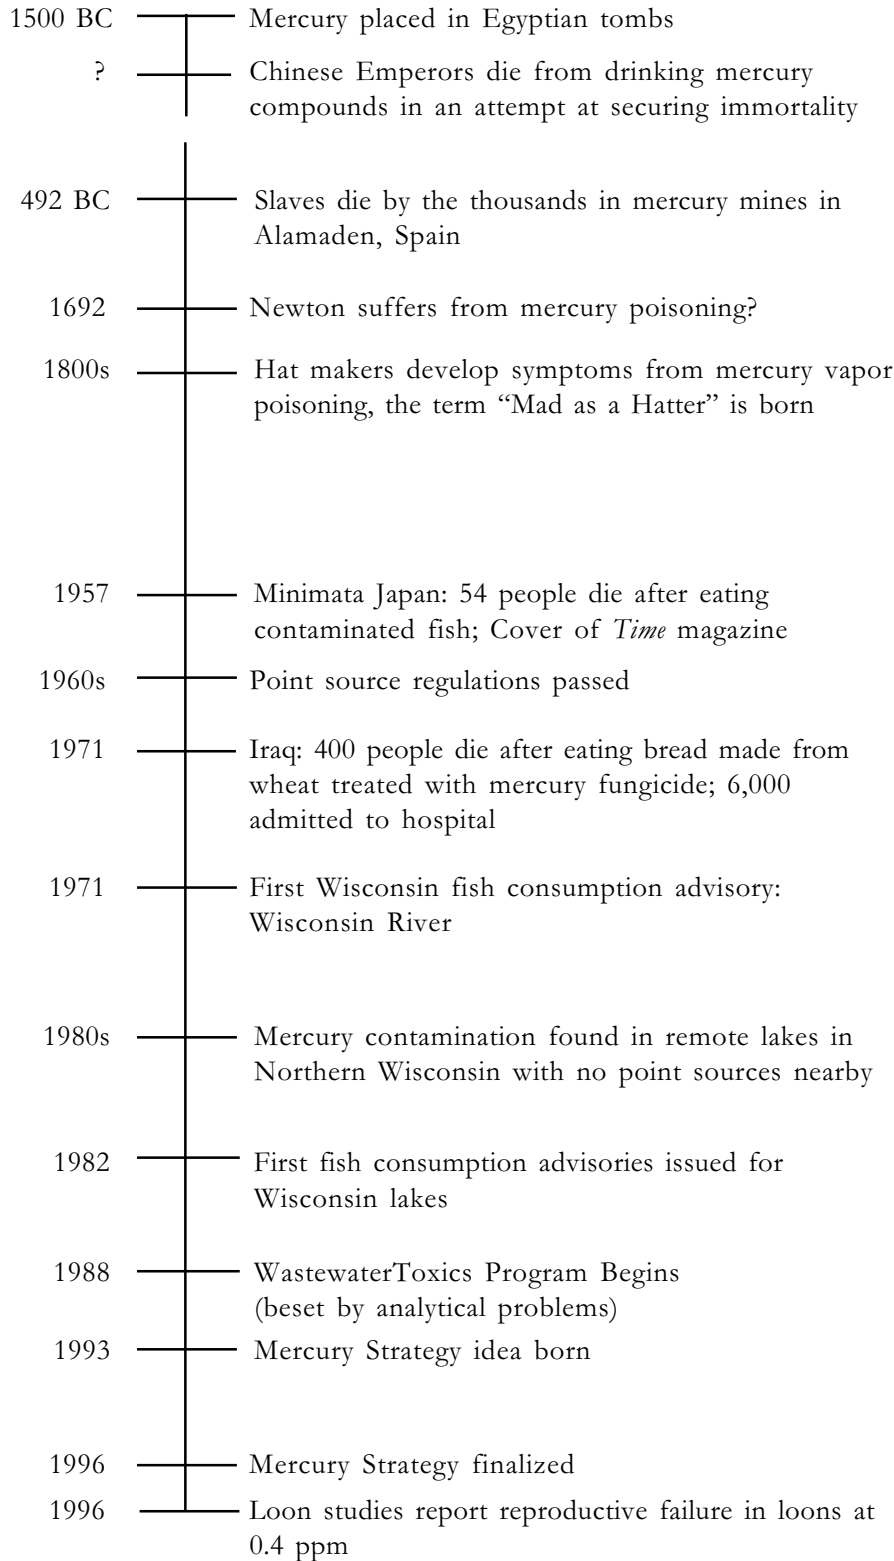 1500 BC Mercury placed in Egyptian tombs
? Chinese Emperors die from drinking mercury
compounds in an attempt at securing immortality
492 BC Slaves die by the thousands in mercury mines in
Alamaden, Spain
1692 Newton suffers from mercury poisoning?
1800s Hat makers develop symptoms from mercury vapor
poisoning, the term “Mad as a Hatter” is born
1957 Minimata Japan: 54 people die after eating
contaminated fish; Cover of Time magazine
1960s Point source regulations passed
1971 Iraq: 400 people die after eating bread made from
wheat treated with mercury fungicide; 6,000
admitted to hospital
1971 First Wisconsin fish consumption advisory:
Wisconsin River
1980s Mercury contamination found in remote lakes in
Northern Wisconsin with no point sources nearby
1982 First fish consumption advisories issued for
Wisconsin lakes
1988 WastewaterToxics Program Begins
(beset by analytical problems)
1993 Mercury Strategy idea born
1996 Mercury Strategy finalized
1996 Loon studies report reproductive failure in loons at
0.4 ppm